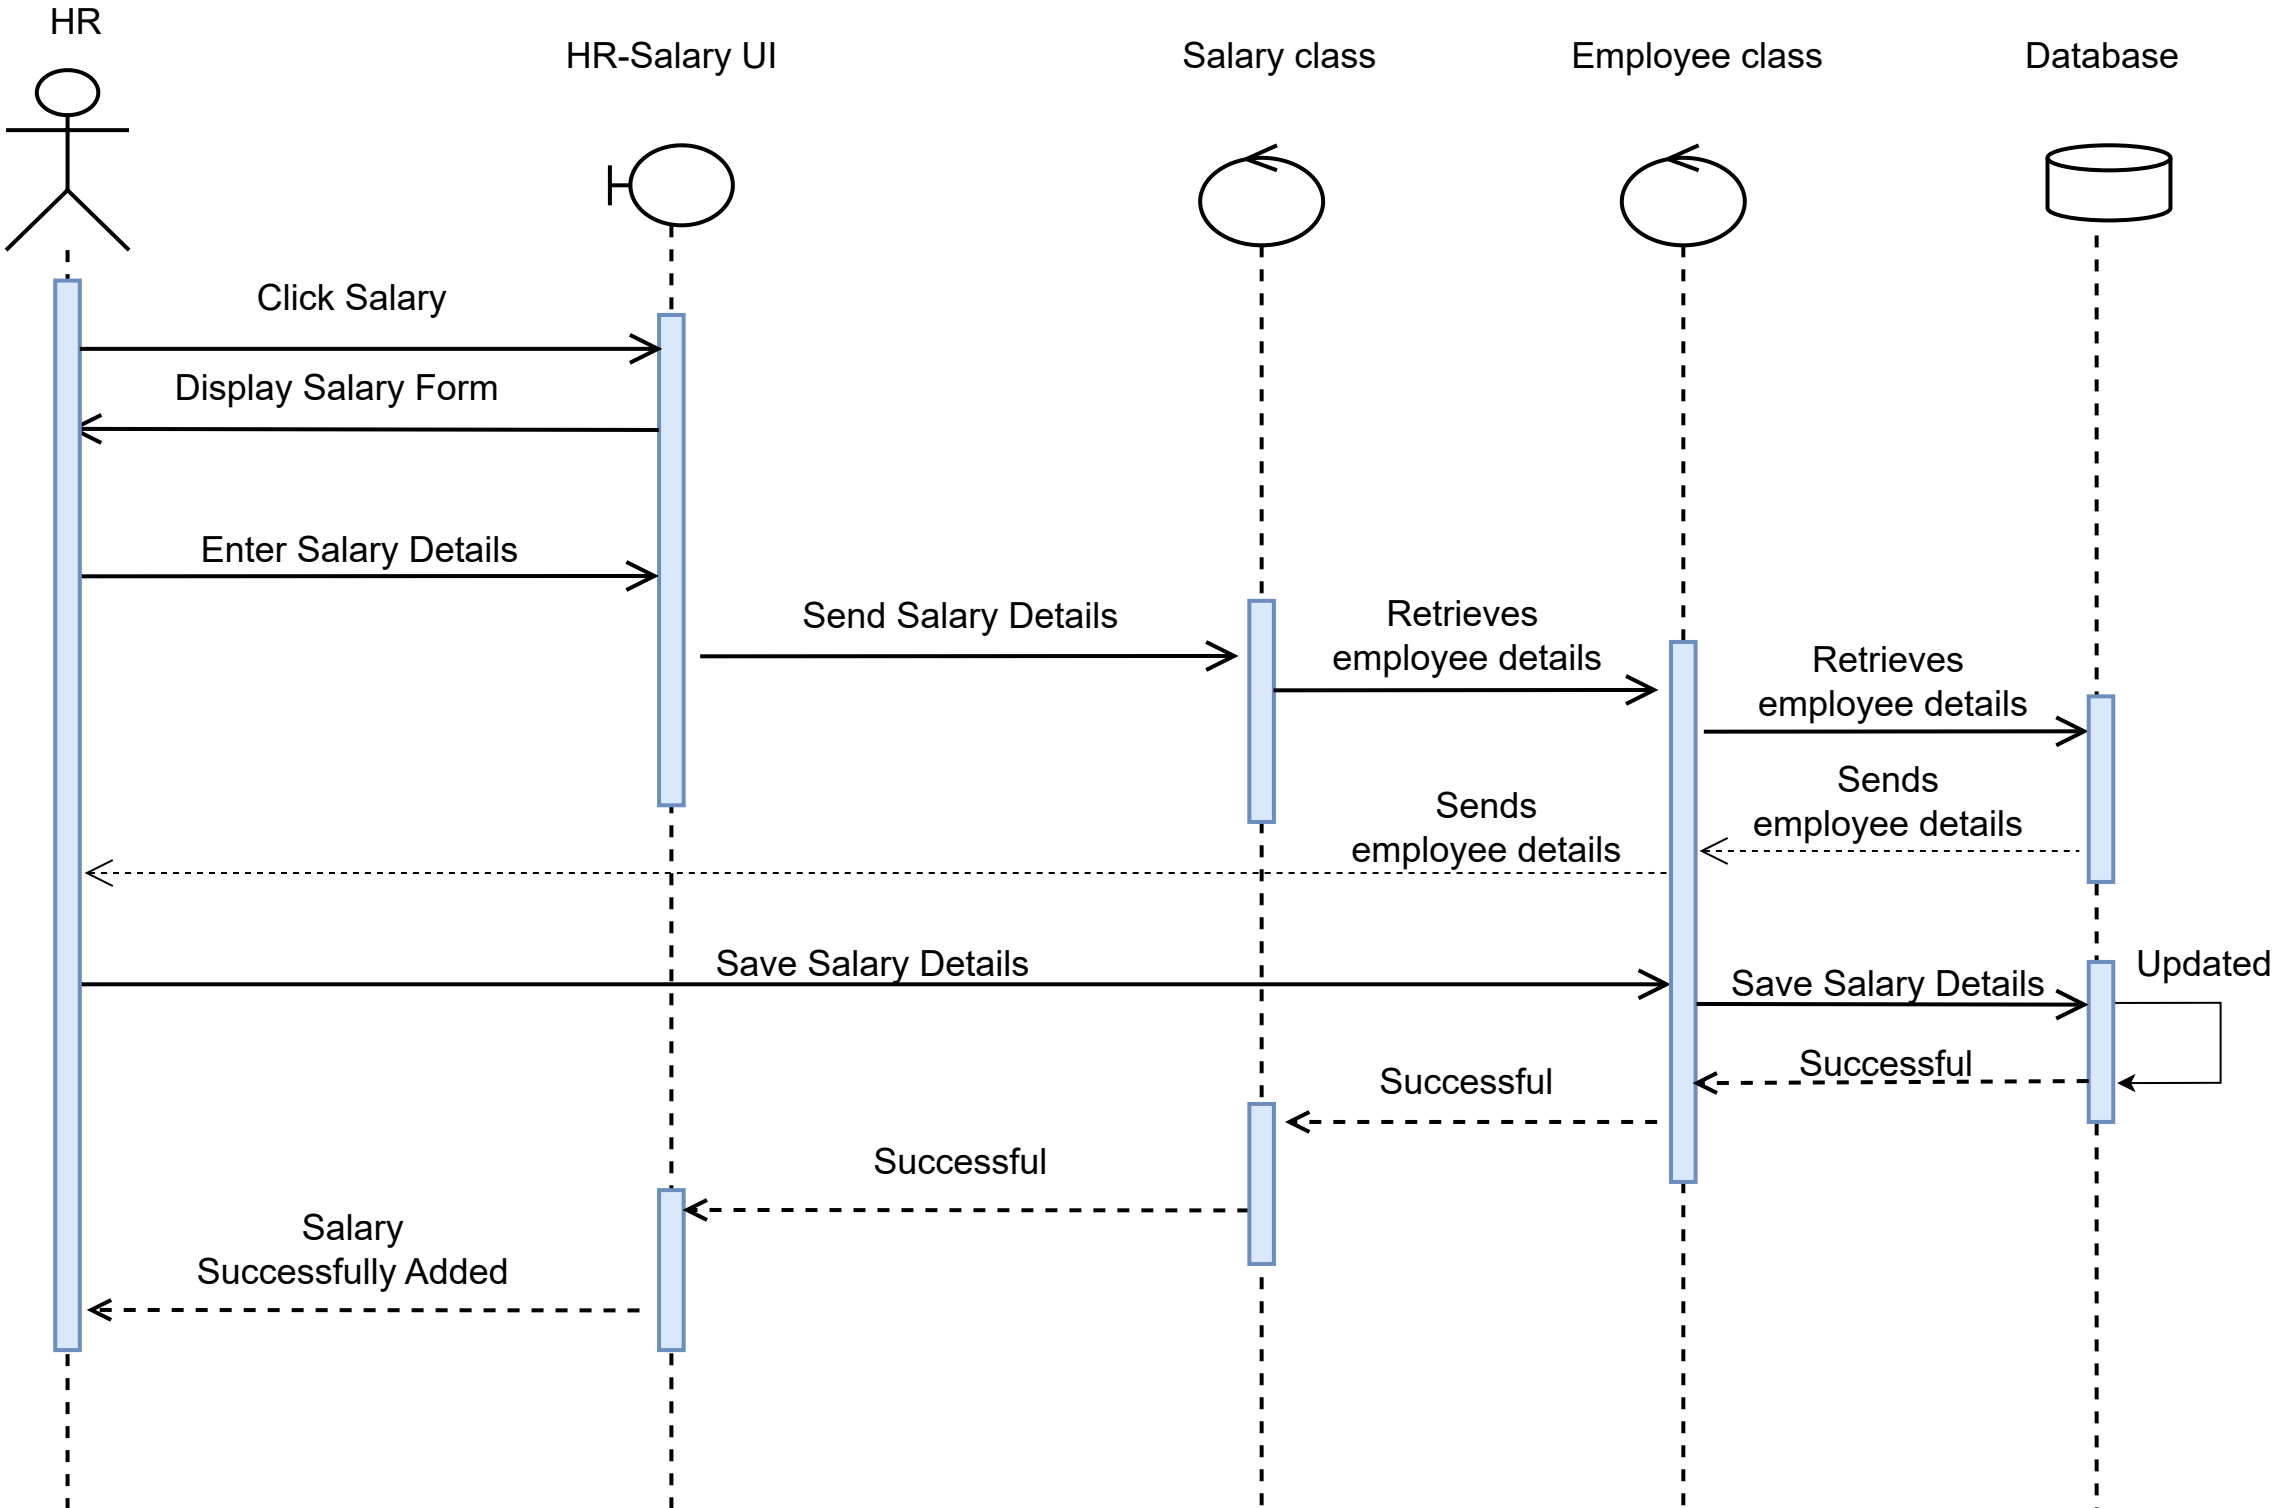 HR
HR-Salary UI
Salary class
Employee class
Database
Click Salary
Display Salary Form
Enter Salary Details
Send Salary Details
Retrieves
employee details
Retrieves
employee details
Sends
employee details
Sends
employee details
Save Salary Details
Save Salary Details
Updated
Successful
Successful
Successful
Salary
Successfully Added